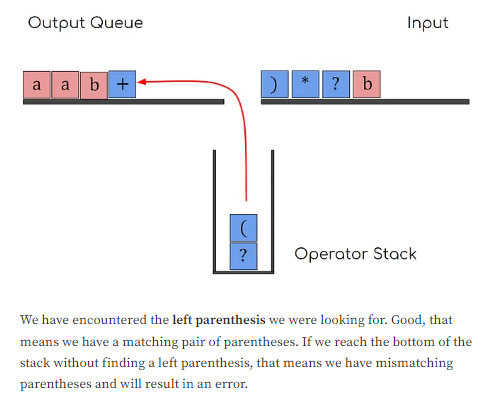 Output Queue Input
a a b + ) * ? b
(
?
Operator Stack
We have encountered the left parenthesis we were looking for. Good, that
means we have a matching pair of parentheses. If we reach the bottom of the
stack without finding a left parenthesis, that means we have mismatching
parentheses and will result in an error.